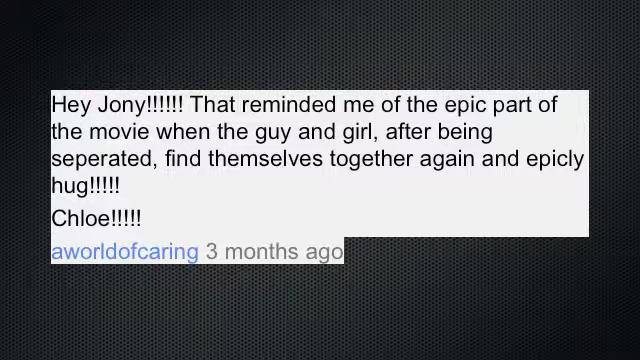 Hey Jony!!!!!! That reminded me of the epic part of
the movie when the guy and girl, after being
seperated, find themselves together again and epicly
hug!!!!!
Chloe!!!!!
aworldofcaring 3 months ago